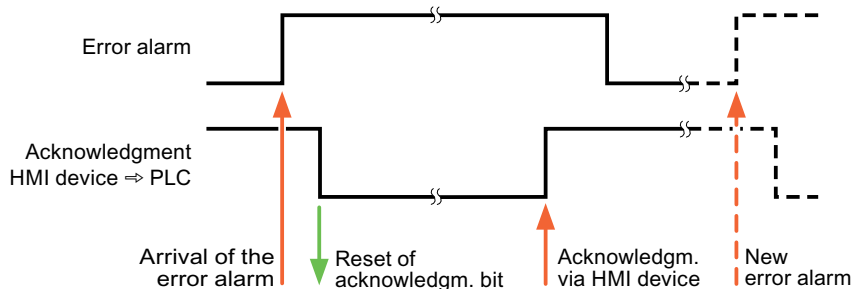 Error alarm
Acknowledgment
HMI device ⇨ PLC
Arrival of the
error alarm
Reset of
acknowledgm. bit
Acknowledgm.
via HMI device
New
error alarm